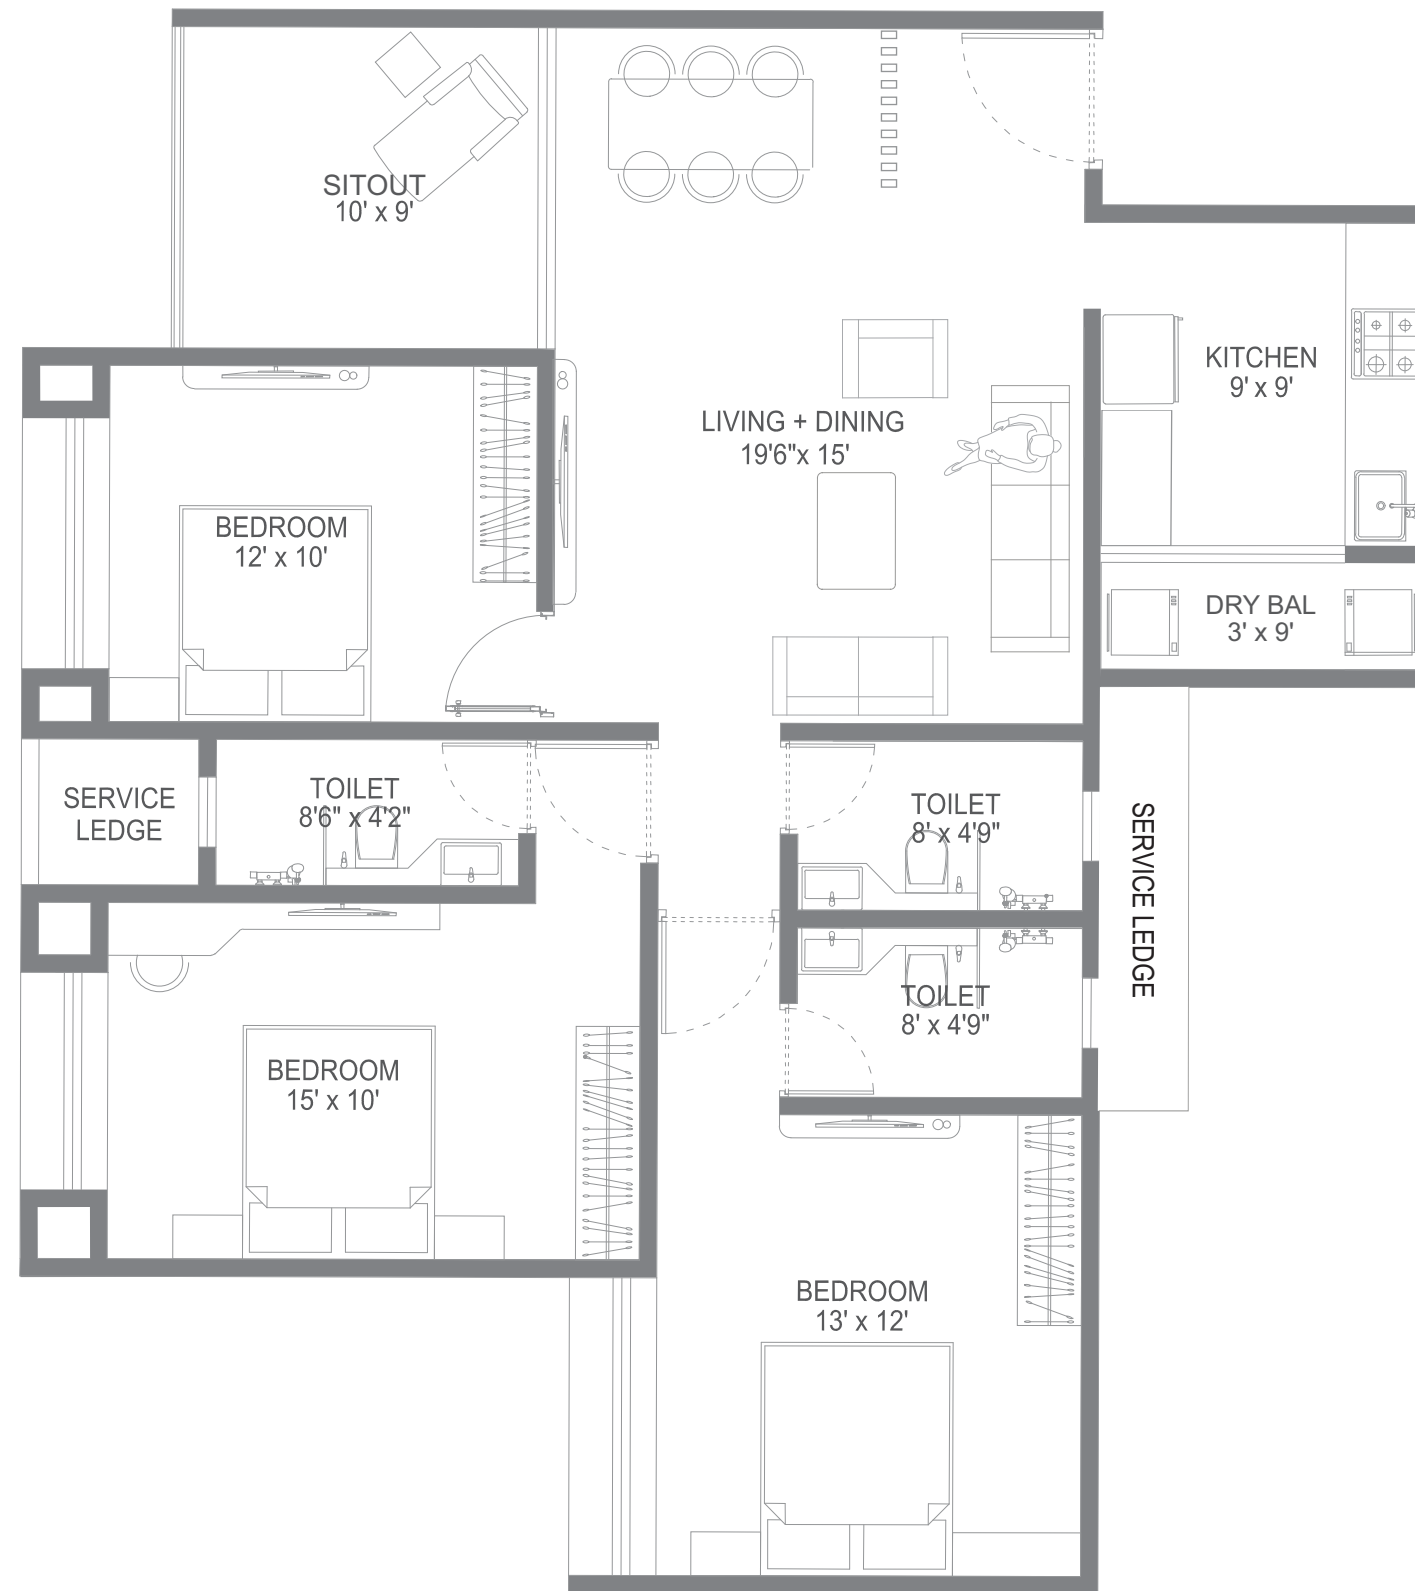 SITOUT
10' x 9'
KITCHEN
9' x 9'
LIVING + DINING
19'6"x 15'
BEDROOM
12' x 10'
DRY BAL
3' x 9'
TOILET
8'6" x 4'2"
SERVICE
LEDGE
TOILET
8' x 4'9"
SERVICE LEDGE
TOILET
8' x 4'9"
BEDROOM
15' x 10'
BEDROOM
13' x 12'